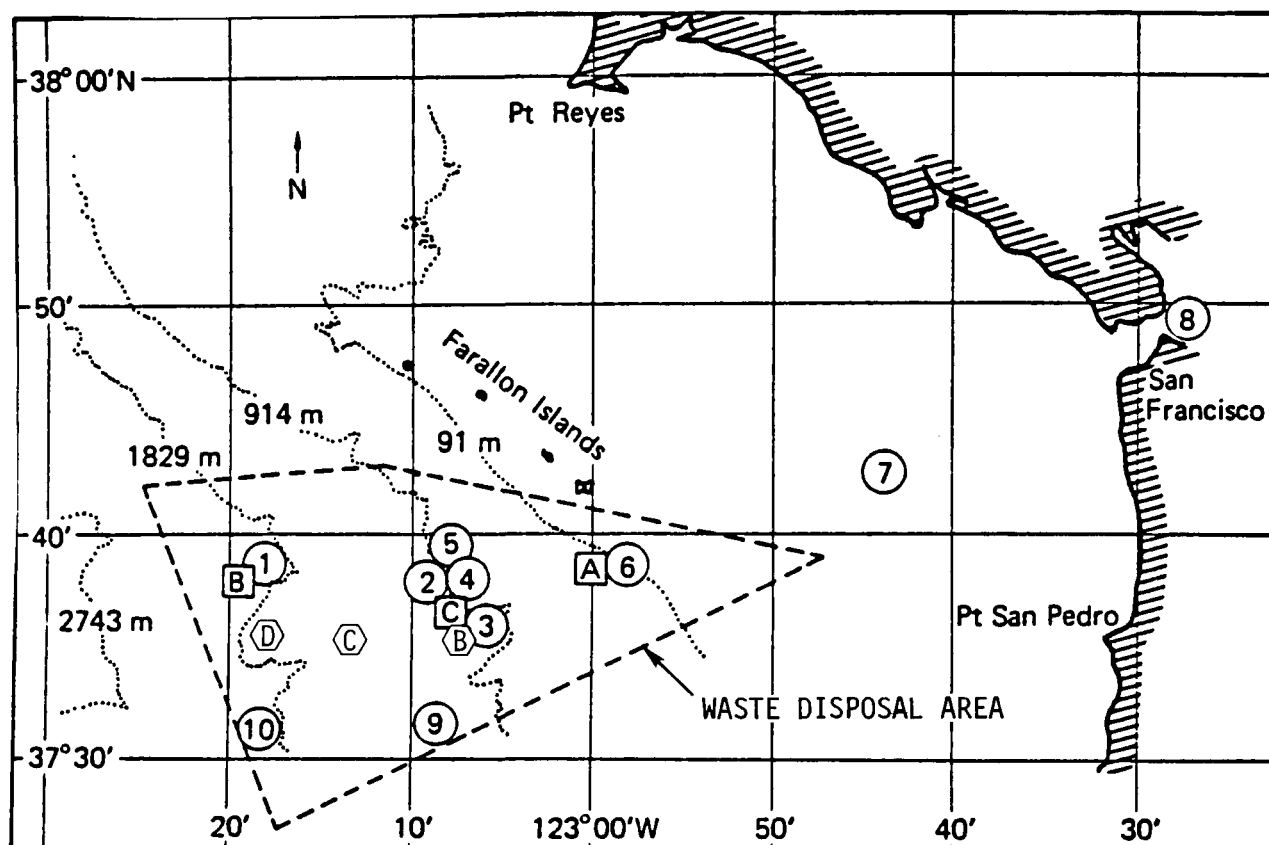 38°00′N
Pt Reyes
N
50′
8
Farallon Islands
San
Francisco
914 m
91 m
1829 m
7
40′
5
1
6
A
B
2
4
C
3
2743 m
D
C
B
Pt San Pedro
WASTE DISPOSAL AREA
10
9
37°30′
20′
10′
123°00′W
50′
40′
30′